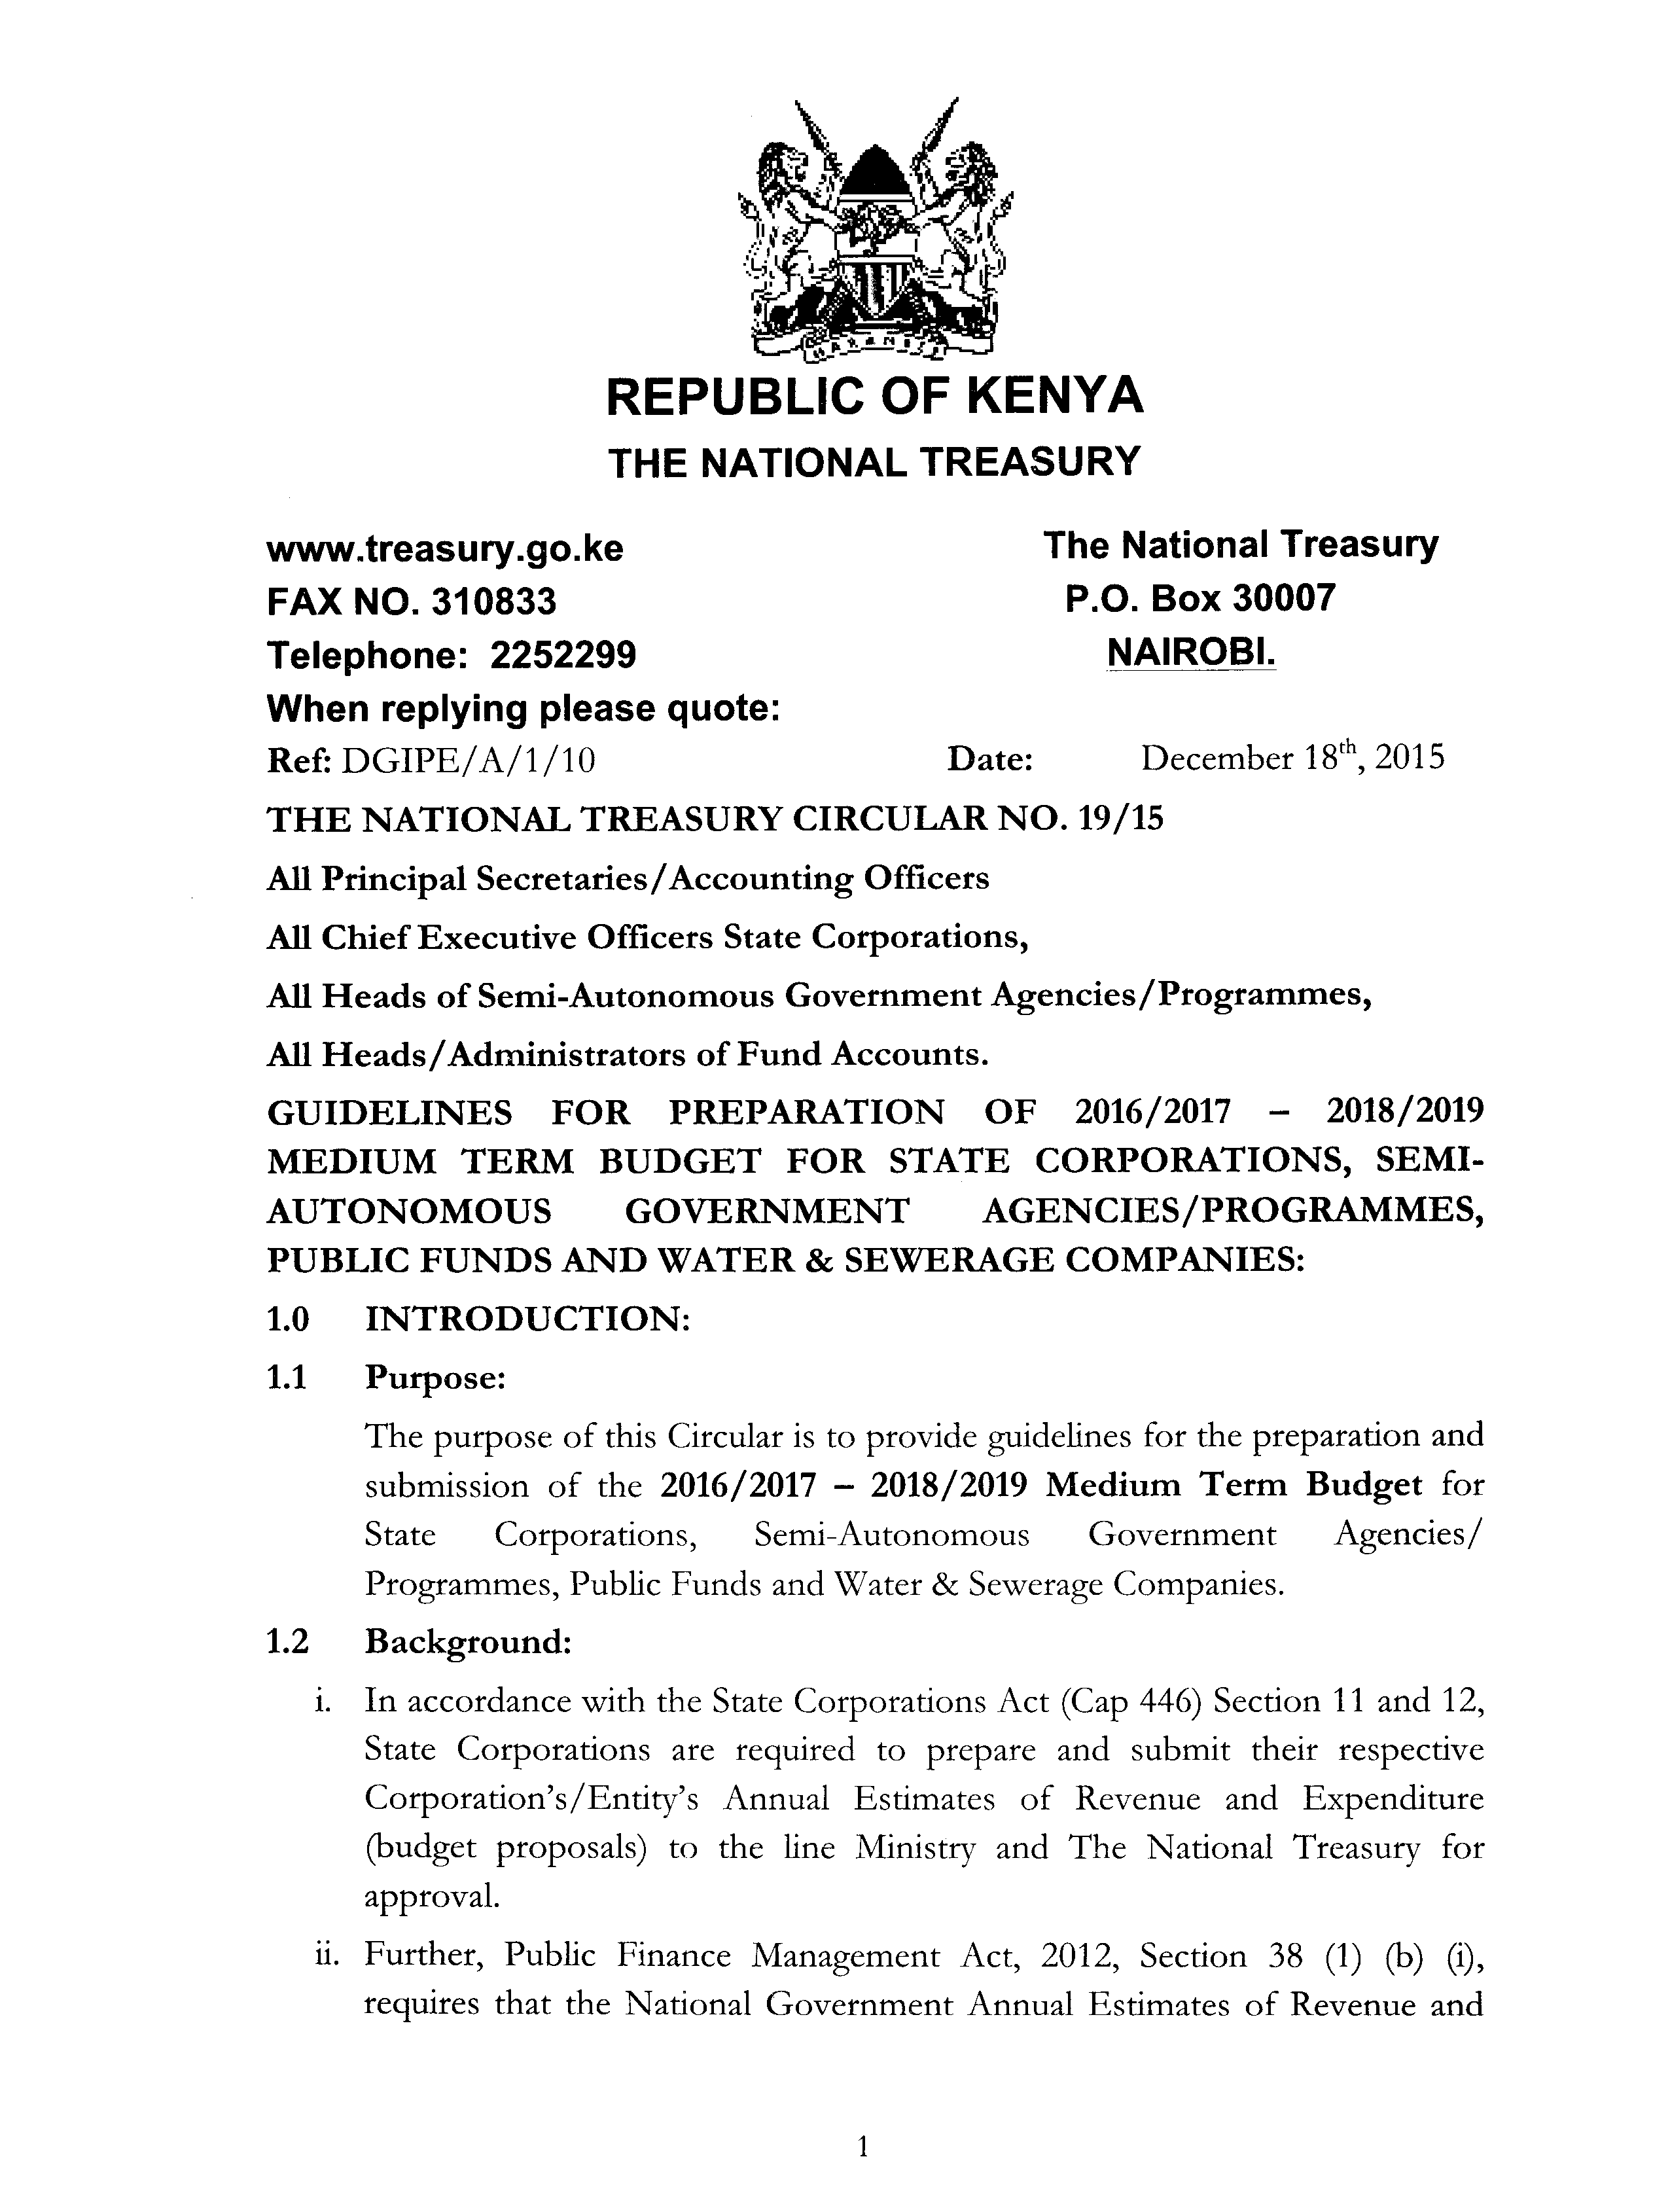 HARAMBEE
REPUBLIC OF KENYA
THE NATIONAL TREASURY
www.treasury.go.ke
The National Treasury
FAX NO. 310833
P.O. Box 30007
Telephone: 2252299
NAIROBI.
When replying please quote:
Ref: DGIPE/A/1/10 Date: December 18th, 2015
THE NATIONAL TREASURY CIRCULAR NO. 19/15
All Principal Secretaries/Accounting Officers
All Chief Executive Officers State Corporations,
All Heads of Semi-Autonomous Government Agencies/Programmes,
All Heads/Administrators of Fund Accounts.
GUIDELINES FOR PREPARATION OF 2016/2017 – 2018/2019
MEDIUM TERM BUDGET FOR STATE CORPORATIONS, SEMI-
AUTONOMOUS GOVERNMENT AGENCIES/PROGRAMMES,
PUBLIC FUNDS AND WATER & SEWERAGE COMPANIES:
1.0 INTRODUCTION:
1.1 Purpose:
The purpose of this Circular is to provide guidelines for the preparation and
submission of the 2016/2017 – 2018/2019 Medium Term Budget for
State Corporations, Semi-Autonomous Government Agencies/
Programmes, Public Funds and Water & Sewerage Companies.
1.2 Background:
i. In accordance with the State Corporations Act (Cap 446) Section 11 and 12,
State Corporations are required to prepare and submit their respective
Corporation's/Entity's Annual Estimates of Revenue and Expenditure
(budget proposals) to the line Ministry and The National Treasury for
approval.
ii. Further, Public Finance Management Act, 2012, Section 38 (1) (b) (i),
requires that the National Government Annual Estimates of Revenue and
1